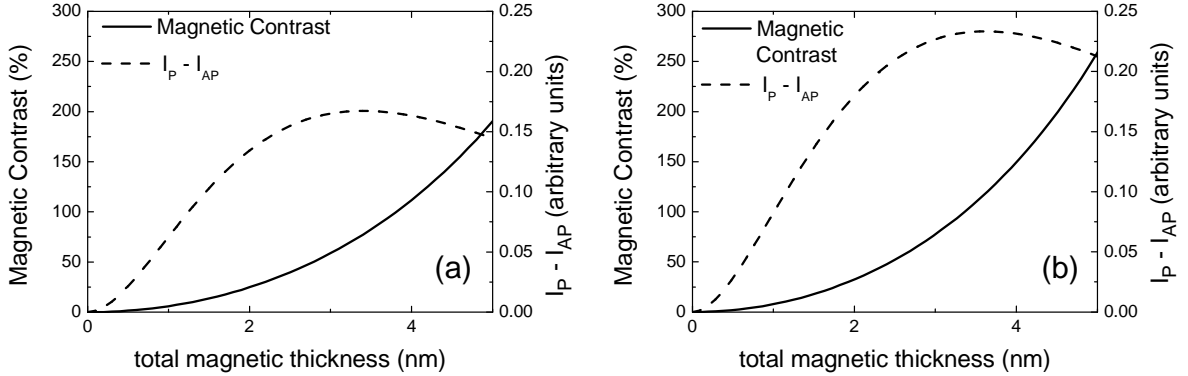 Magnetic Contrast (%)
300
250
200
150
100
50
0
Magnetic Contrast
I_P - I_AP
(a)
0.25
0.20
0.15
0.10
0.05
0.00
I_P - I_AP (arbitrary units)
0
2
4
total magnetic thickness (nm)
Magnetic Contrast (%)
300
250
200
150
100
50
0
Magnetic
Contrast
I_P - I_AP
(b)
0.25
0.20
0.15
0.10
0.05
0.00
I_P - I_AP (arbitrary units)
0
2
4
total magnetic thickness (nm)